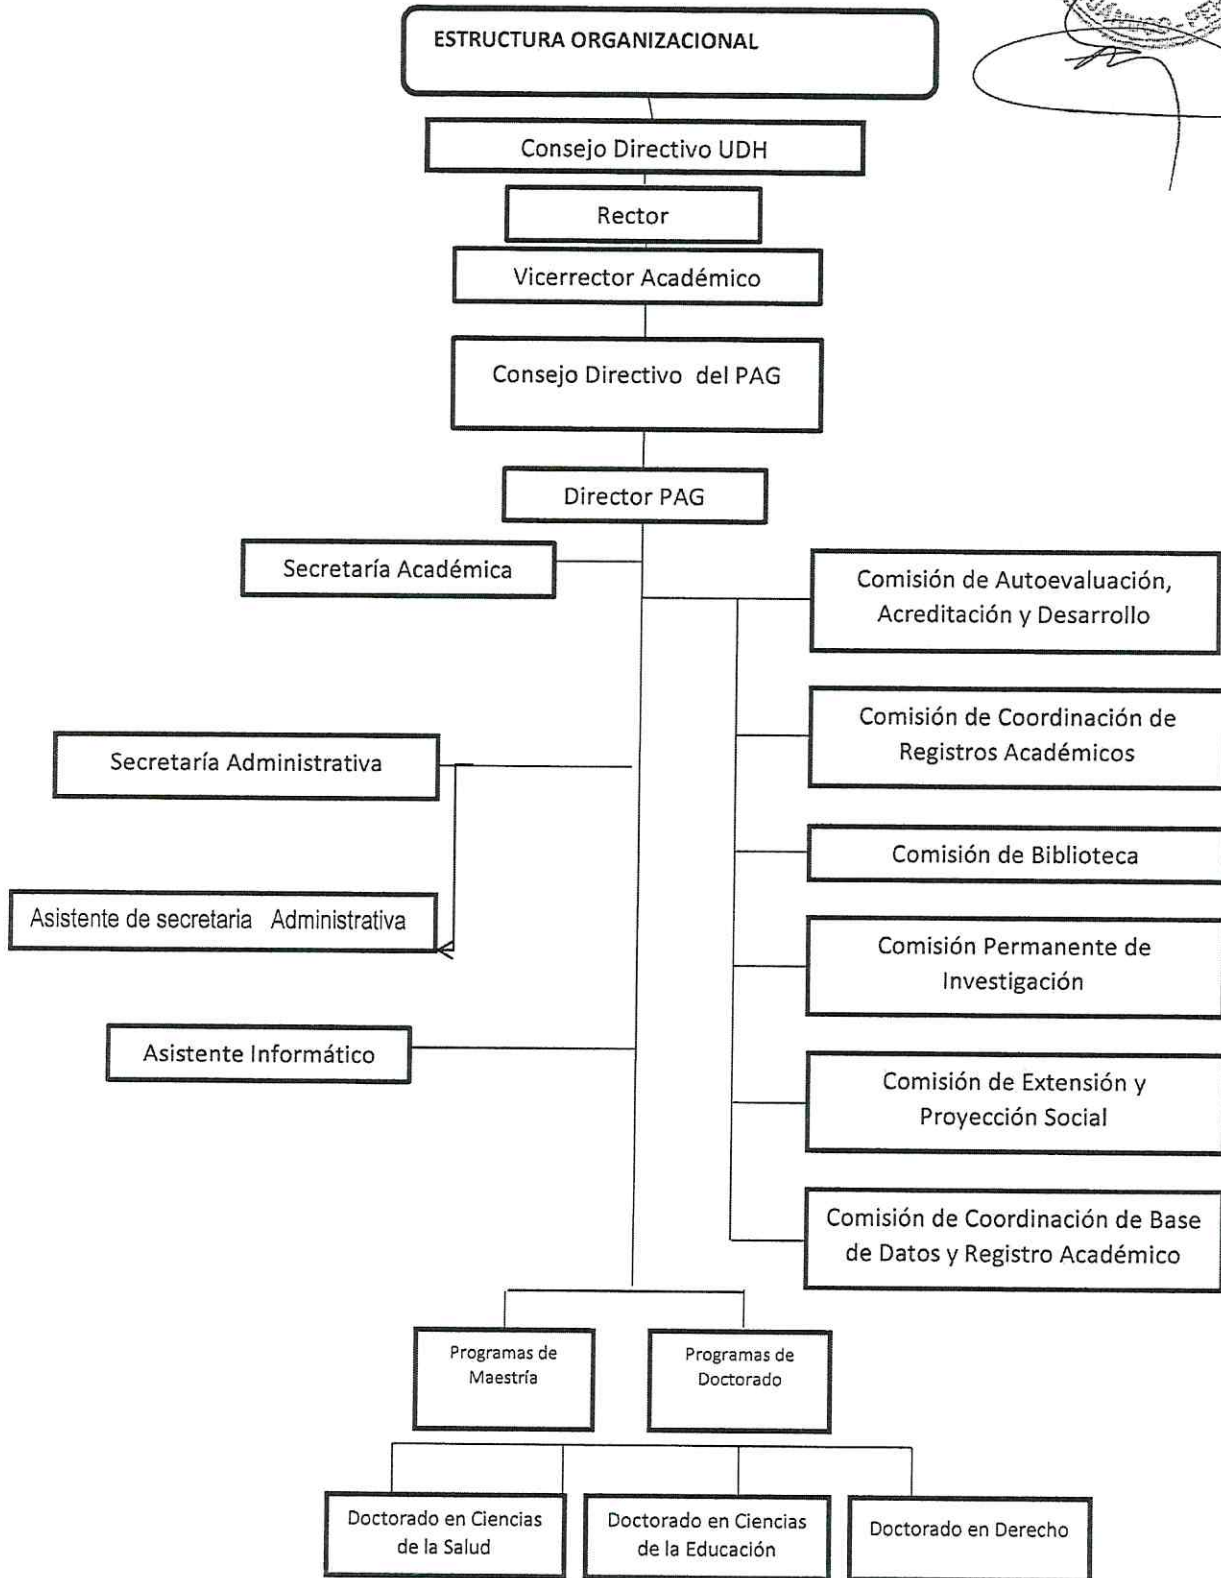 ESTRUCTURA ORGANIZACIONAL
Consejo Directivo UDH
Rector
Vicerrector Académico
Consejo Directivo del PAG
Director PAG
Secretaría Académica
Comisión de Autoevaluación,
Acreditación y Desarrollo
Comisión de Coordinación de
Registros Académicos
Secretaría Administrativa
Comisión de Biblioteca
Asistente de secretaria Administrativa
Comisión Permanente de
Investigación
Asistente Informático
Comisión de Extensión y
Proyección Social
Comisión de Coordinación de Base
de Datos y Registro Académico
Programas de
Maestría
Programas de
Doctorado
Doctorado en Ciencias
de la Salud
Doctorado en Ciencias
de la Educación
Doctorado en Derecho